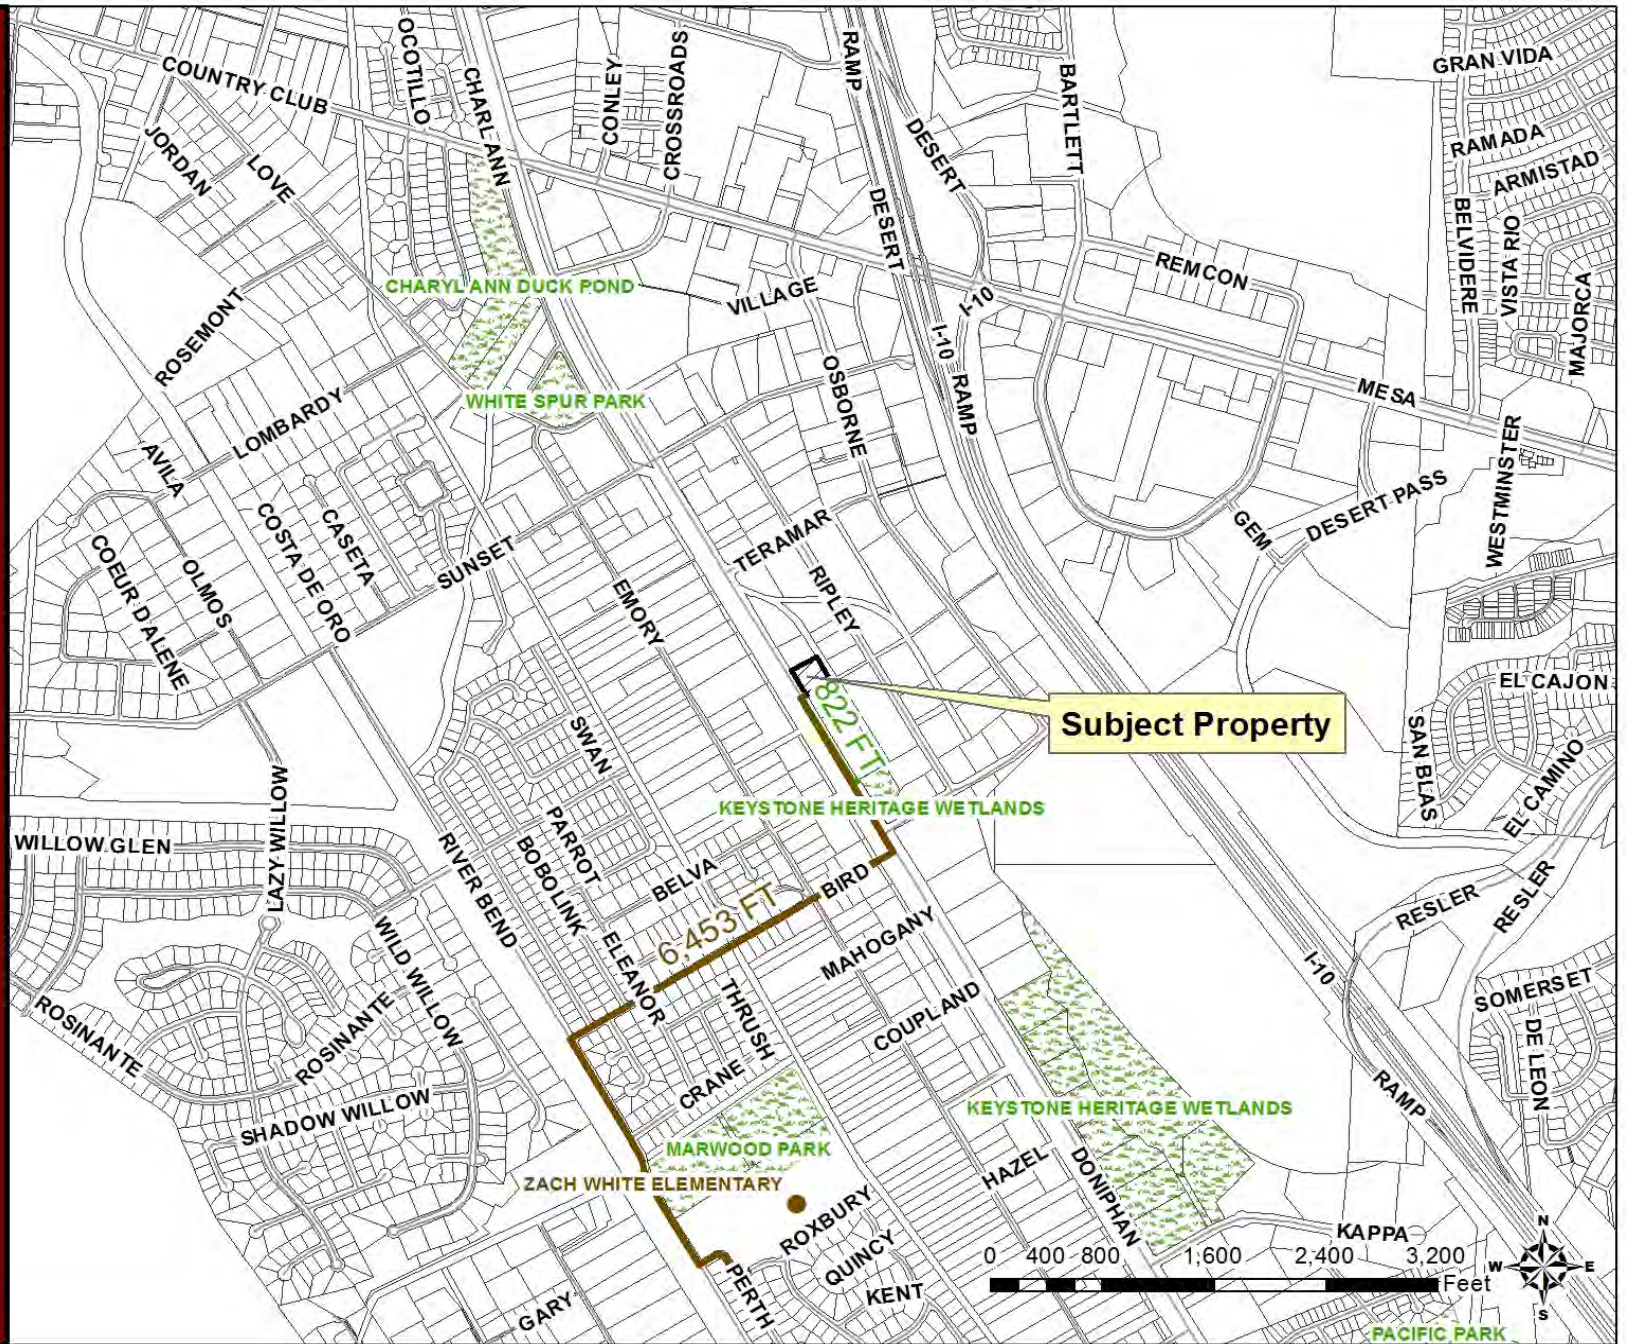 OCOTILLO
CHARL ANN
CONLEY
CROSSROADS
RAMP
BARTLETT
GRAN VIDA
COUNTRY CLUB
JORDAN
LOVE
DESERT
DESERT
RAMADA
ARMISTAD
BELVIDERE
VISTA RIO
MAJORCA
REMCON
CHARYL ANN DUCK POND
VILLAGE
I-10
ROSEMONT
I-10
RAMP
OSBORNE
MESA
WHITE SPUR PARK
LOMBARDY
AVILA
WESTMINSTER
COSTA DE ORO
CASETA
SUNSET
TERAMAR
GEM
DESERT PASS
COEUR D ALENE
OLMOS
EMORY
RIPLEY
822 FT
Subject Property
EL CAJON
SAN BLAS
EL CAMINO
SWAN
LAZY WILLOW
KEYSTONE HERITAGE WETLANDS
WILLOW GLEN
RIVER BEND
PARROT
BOBOLINK
BELVA
BIRD
6,453 FT
RESLER
RESLER
WILD WILLOW
ELEANOR
MAHOGANY
I-10
ROSINANTE
ROSINANTE
THRUSH
COUPLAND
SOMERSET
DE LEON
CRANE
SHADOW WILLOW
RAMP
KEYSTONE HERITAGE WETLANDS
MARWOOD PARK
ZACH WHITE ELEMENTARY
HAZEL
DONIPHAN
ROXBURY
QUINCY
KENT
PERTH
GARY
KAPPA
0 400 800 1,600 2,400 3,200
Feet
N
W E
S
PACIFIC PARK